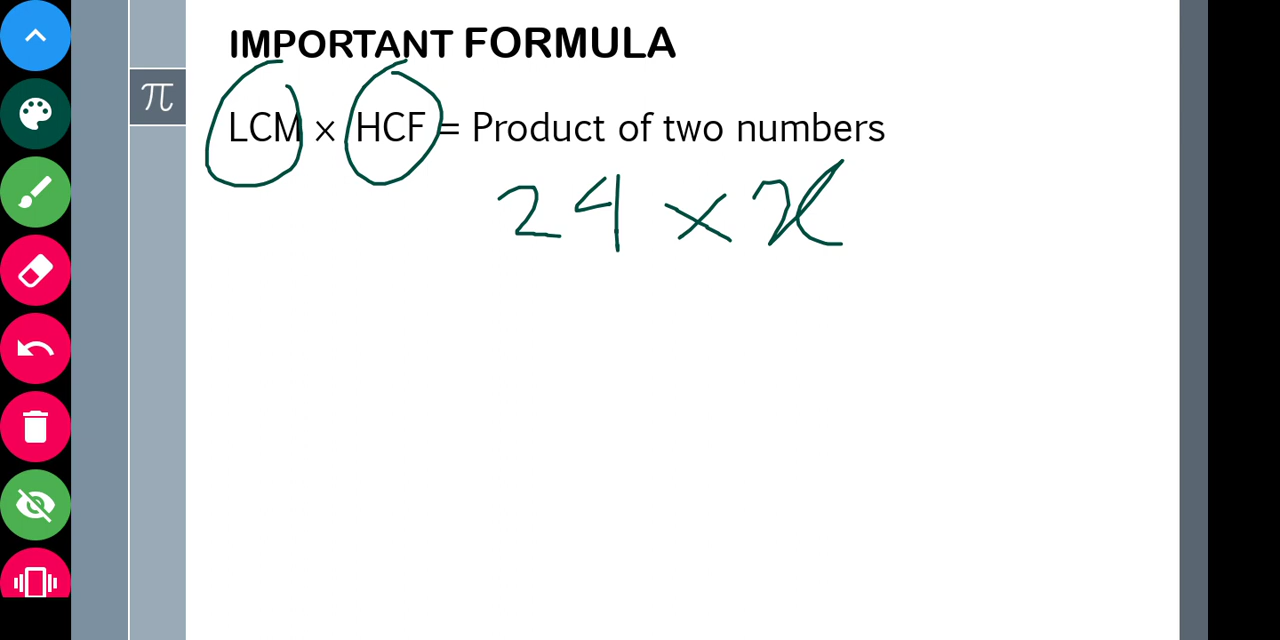 IMPORTANT FORMULA
π
LCM × HCF = Product of two numbers
24 × x